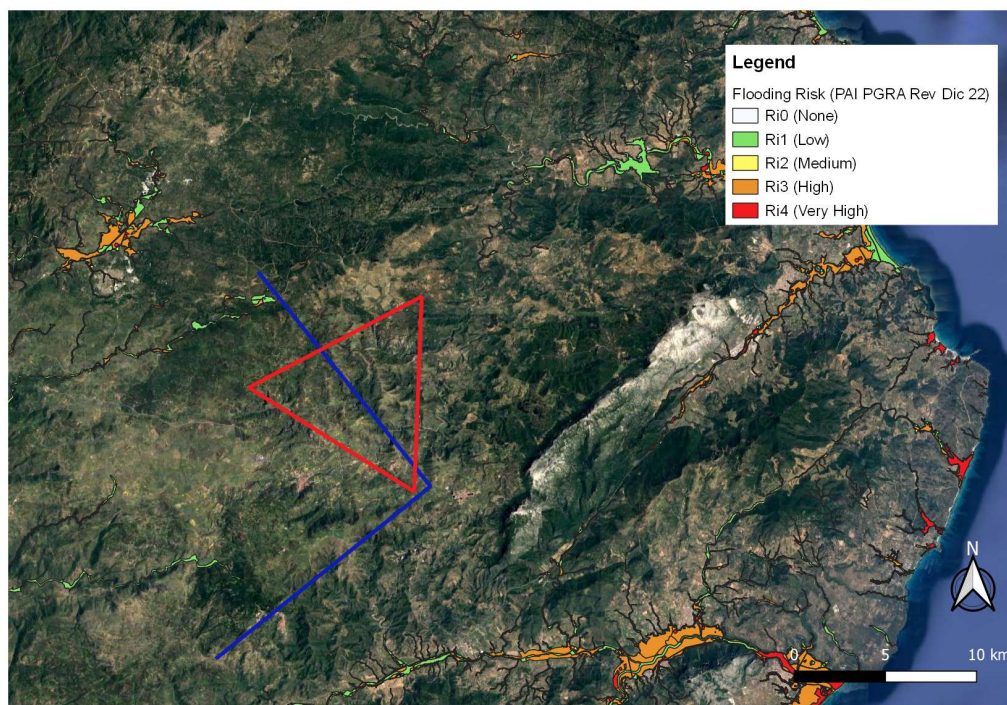 Legend
Flooding Risk (PAI PGRA Rev Dic 22)
Ri0 (None)
Ri1 (Low)
Ri2 (Medium)
Ri3 (High)
Ri4 (Very High)
N
0 5 10 km